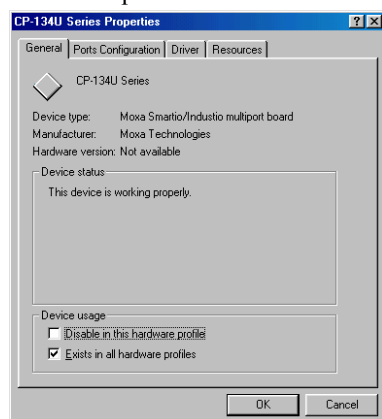 CP-134U Series Properties
General Ports Configuration Driver Resources
CP-134U Series
Device type: Moxa Smartio/Industio multiport board
Manufacturer: Moxa Technologies
Hardware version: Not available
Device status
This device is working properly.
Device usage
Disable in this hardware profile
Exists in all hardware profiles
OK Cancel